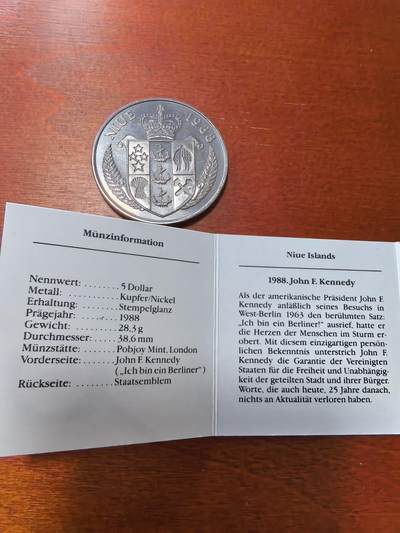 NIUE 1988
Münzinformation
Nennwert: ........ 5 Dollar
Metall: ............ Kupfer/Nickel
Erhaltung: ........ Stempelglanz
Prägejahr: ........ 1988
Gewicht: .......... 28,3 g
Durchmesser: .... 38,6 mm
Münzstätte: ...... Pobjoy Mint, London
Vorderseite: ...... John F. Kennedy
(„Ich bin ein Berliner“)
Rückseite: ........ Staatsemblem
Niue Islands
1988. John F. Kennedy
Als der amerikanische Präsident John F.
Kennedy anläßlich seines Besuchs in
West-Berlin 1963 den berühmten Satz:
„Ich bin ein Berliner!“ ausrief, hatte er
die Herzen der Menschen im Sturm er-
obert. Mit diesem einzigartigen persön-
lichen Bekenntnis unterstrich John F.
Kennedy die Garantie der Vereinigten
Staaten für die Freiheit und Unabhängig-
keit der geteilten Stadt und ihrer Bürger.
Worte, die auch heute, 25 Jahre danach,
nichts an Aktualität verloren haben.